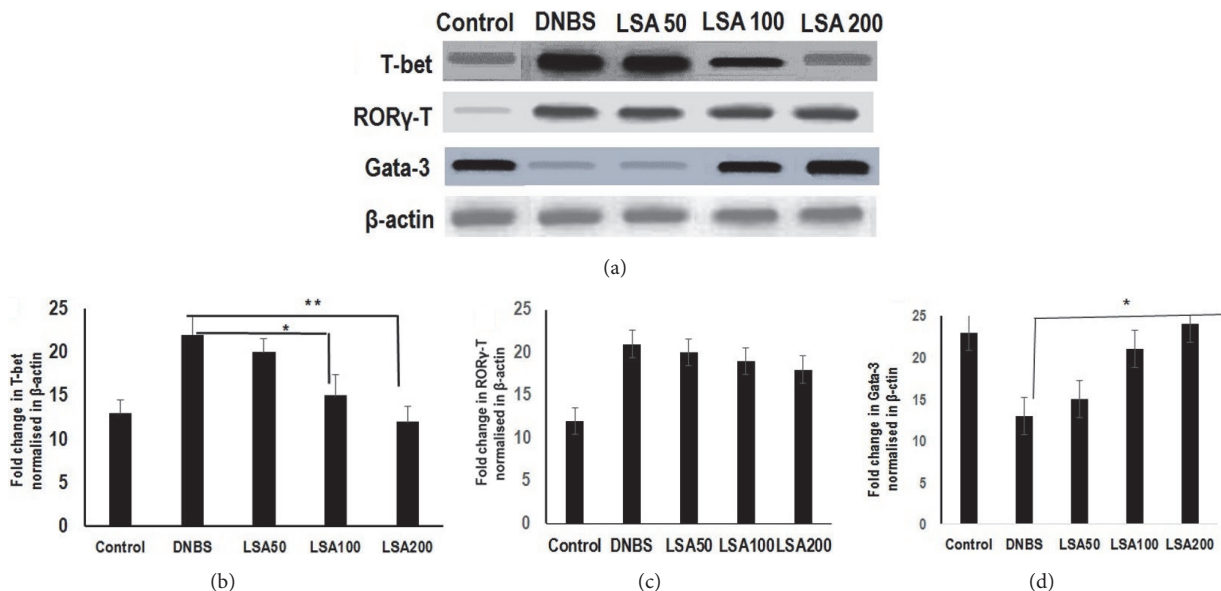 Control DNBS LSA 50 LSA 100 LSA 200
T-bet
RORγ-T
Gata-3
β-actin
(a)
25
20
15
10
5
0
Fold change in T-bet
normalised in β-actin
**
*
Control DNBS LSA50 LSA100 LSA200
(b)
25
20
15
10
5
0
Fold change in RORγ-T
normalised in β-actin
Control DNBS LSA50 LSA100 LSA200
(c)
25
20
15
10
5
0
Fold change in Gata-3
normalised in β-ctin
*
Control DNBS LSA50 LSA100 LSA200
(d)